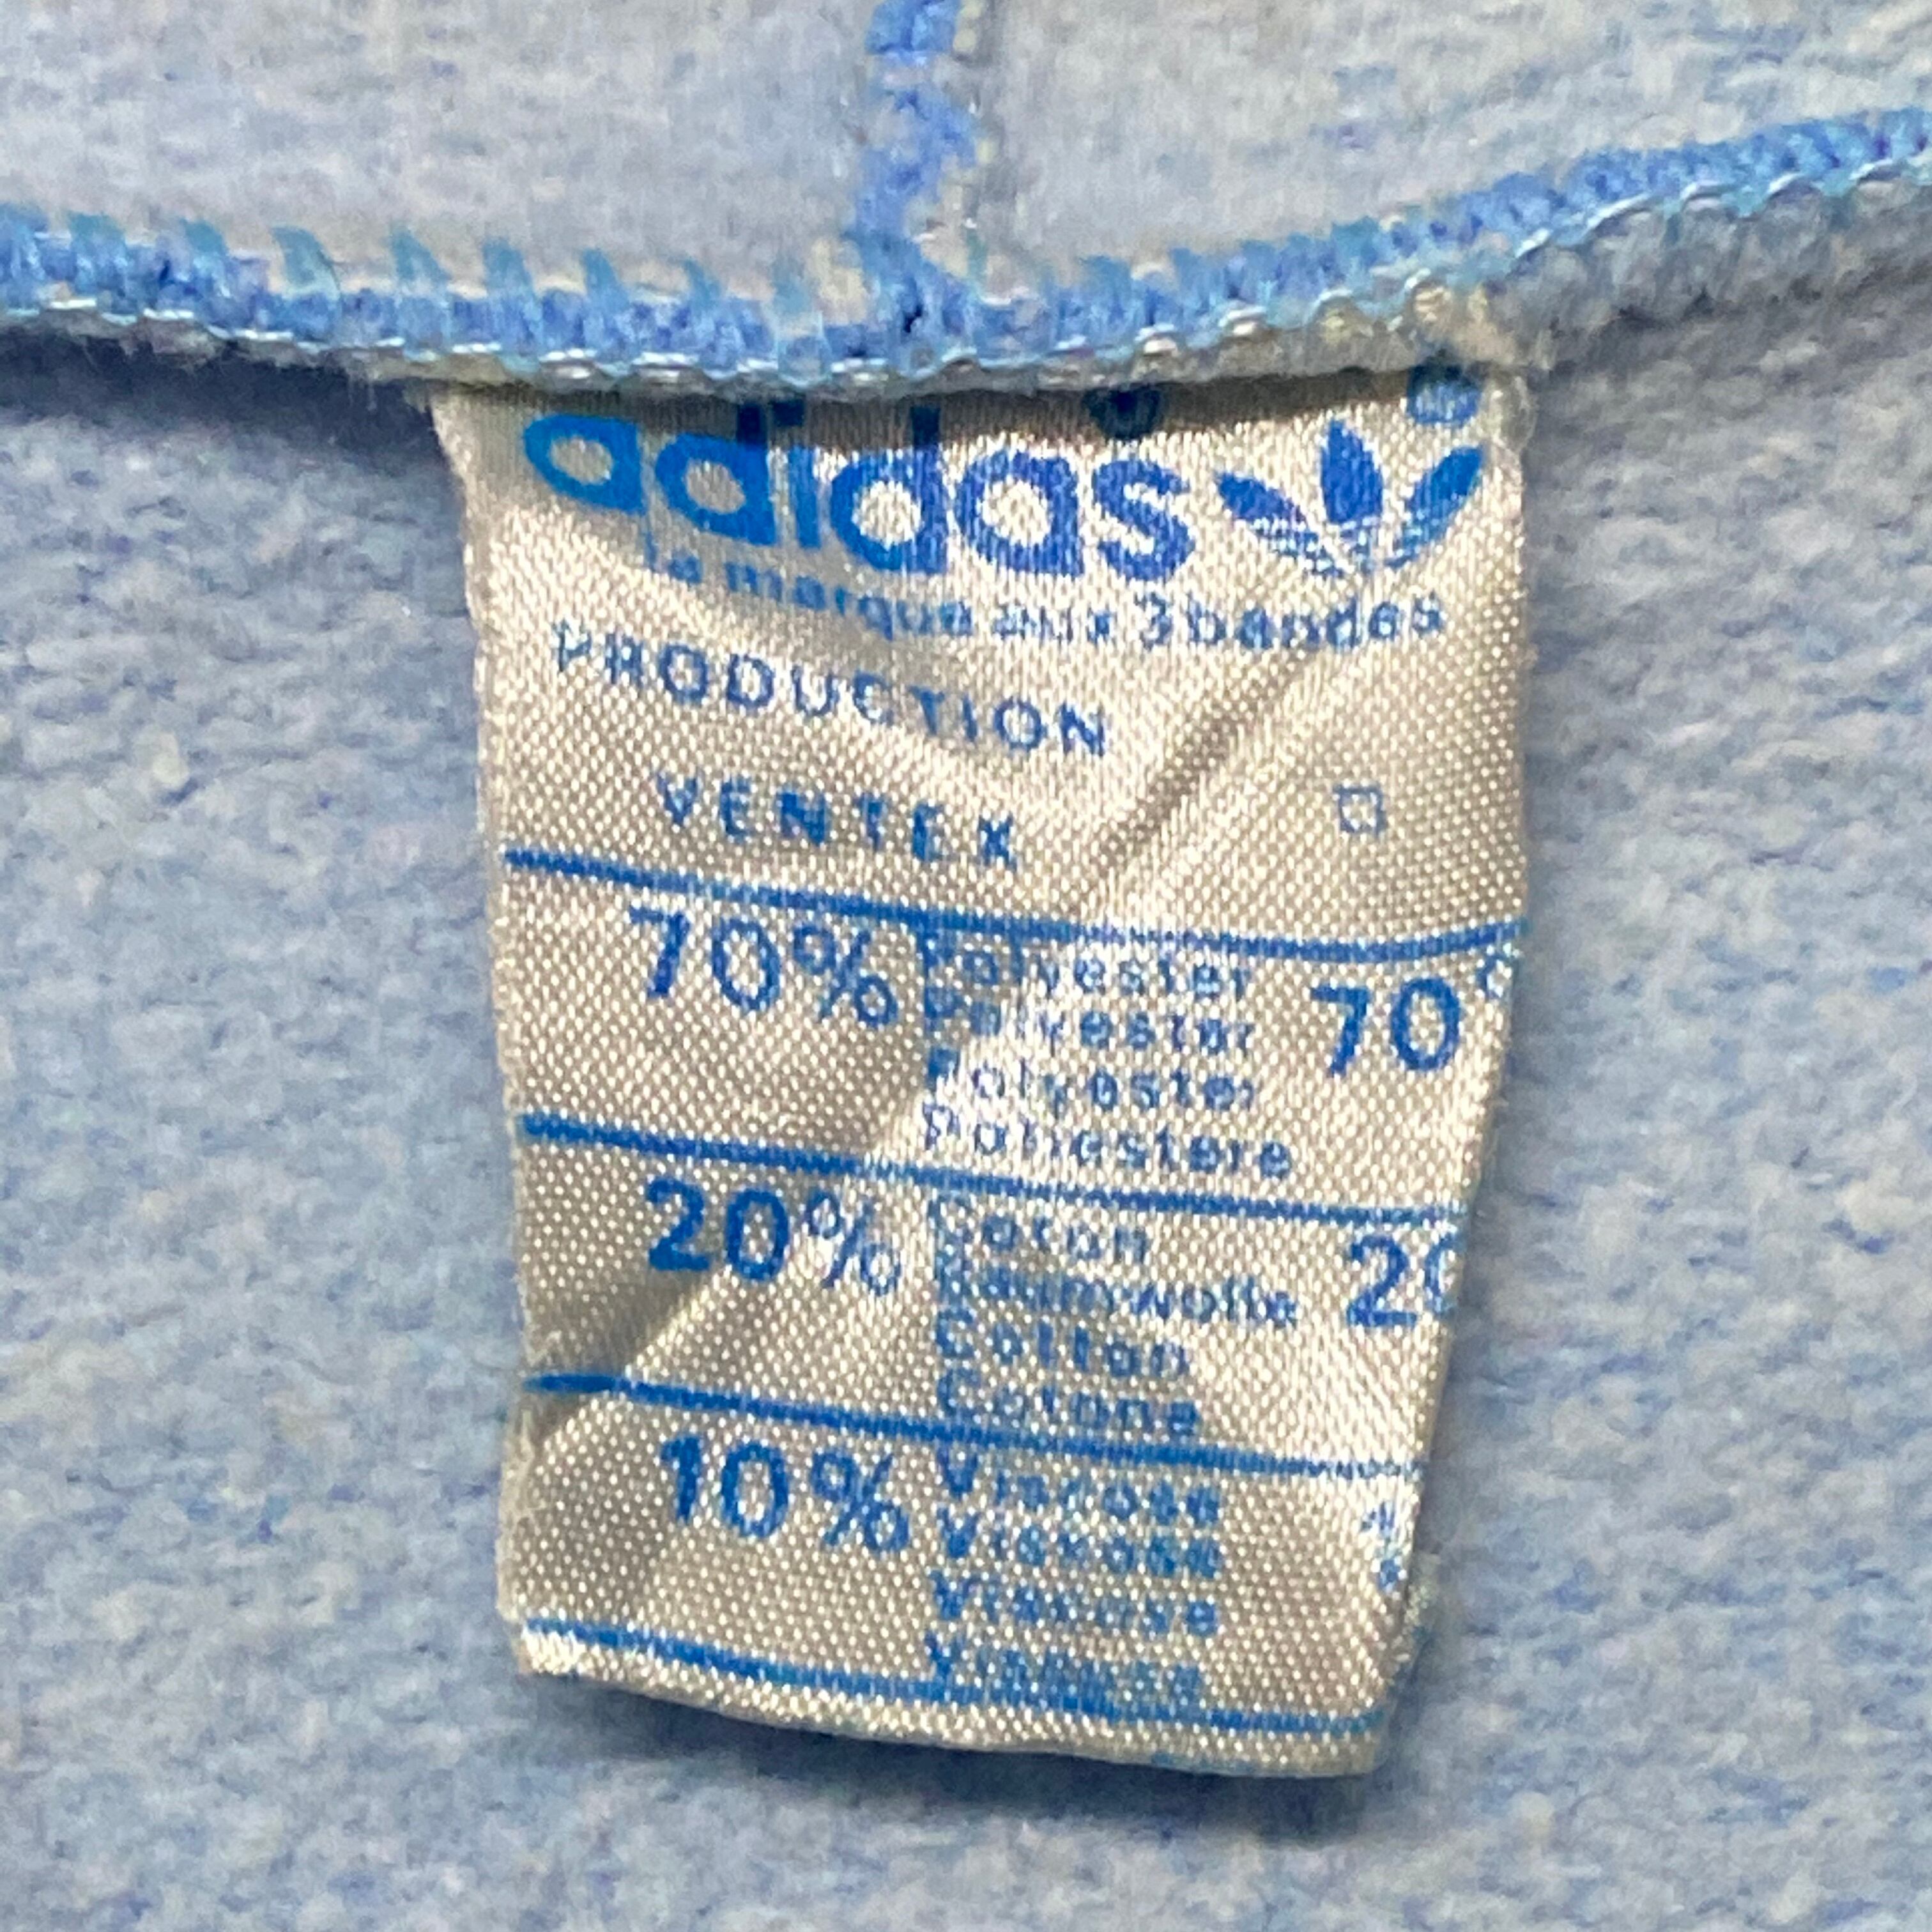 adidas
la marque aux 3 bandes
PRODUCTION
VENTEX
70% Polyester 70
Polyester
Polyester
Poliestere
20% Coton
Baumwolle
Cotton
Cotone
10% Viscose
Viskose
Viscose